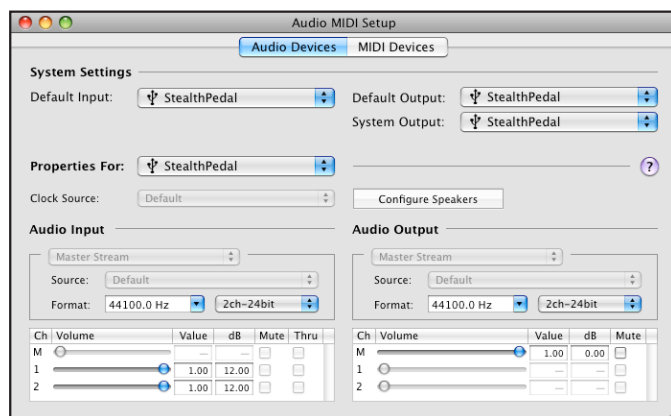 Audio MIDI Setup
Audio Devices MIDI Devices
System Settings
Default Input: StealthPedal
Default Output: StealthPedal
System Output: StealthPedal
Properties For: StealthPedal ?
Clock Source: Default
Configure Speakers
Audio Input
Master Stream
Source: Default
Format: 44100.0 Hz 2ch-24bit
Ch Volume Value dB Mute Thru
M — —
1 1.00 12.00
2 1.00 12.00
Audio Output
Master Stream
Source: Default
Format: 44100.0 Hz 2ch-24bit
Ch Volume Value dB Mute
M 1.00 0.00
1 — —
2 — —